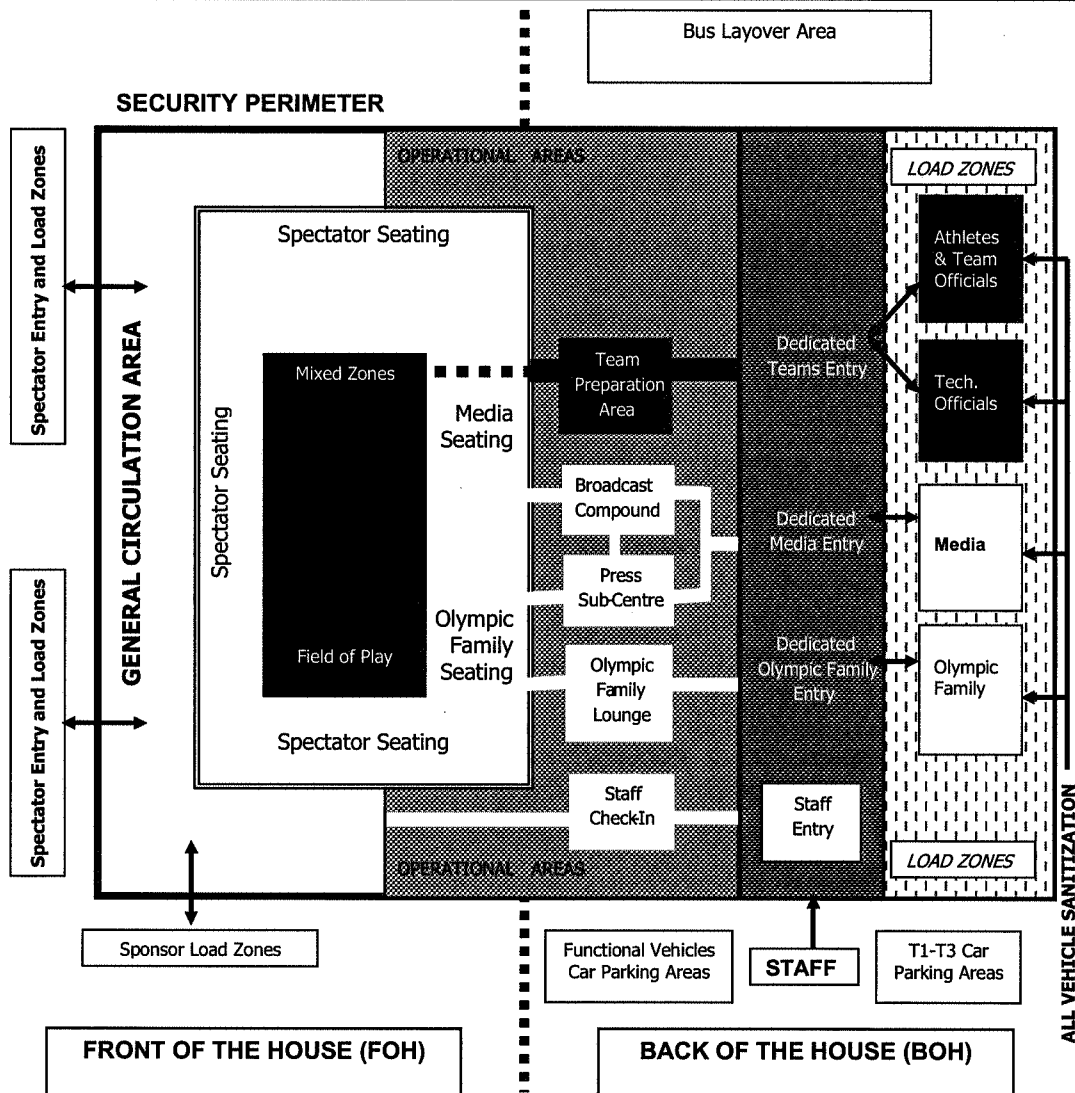 Bus Layover Area
SECURITY PERIMETER
Spectator Entry and Load Zones
Spectator Entry and Load Zones
GENERAL CIRCULATION AREA
OPERATIONAL AREAS
LOAD ZONES
Spectator Seating
Spectator Seating
Mixed Zones
Field of Play
Media
Seating
Olympic
Family
Seating
Spectator Seating
Team
Preparation
Area
Broadcast
Compound
Press
Sub-Centre
Olympic
Family
Lounge
Staff
Check-In
OPERATIONAL AREAS
Dedicated
Teams Entry
Dedicated
Media Entry
Dedicated
Olympic Family
Entry
Staff
Entry
Athletes
& Team
Officials
Tech.
Officials
Media
Olympic
Family
LOAD ZONES
ALL VEHICLE SANITIZATION
Sponsor Load Zones
Functional Vehicles
Car Parking Areas
STAFF
T1-T3 Car
Parking Areas
FRONT OF THE HOUSE (FOH)
BACK OF THE HOUSE (BOH)